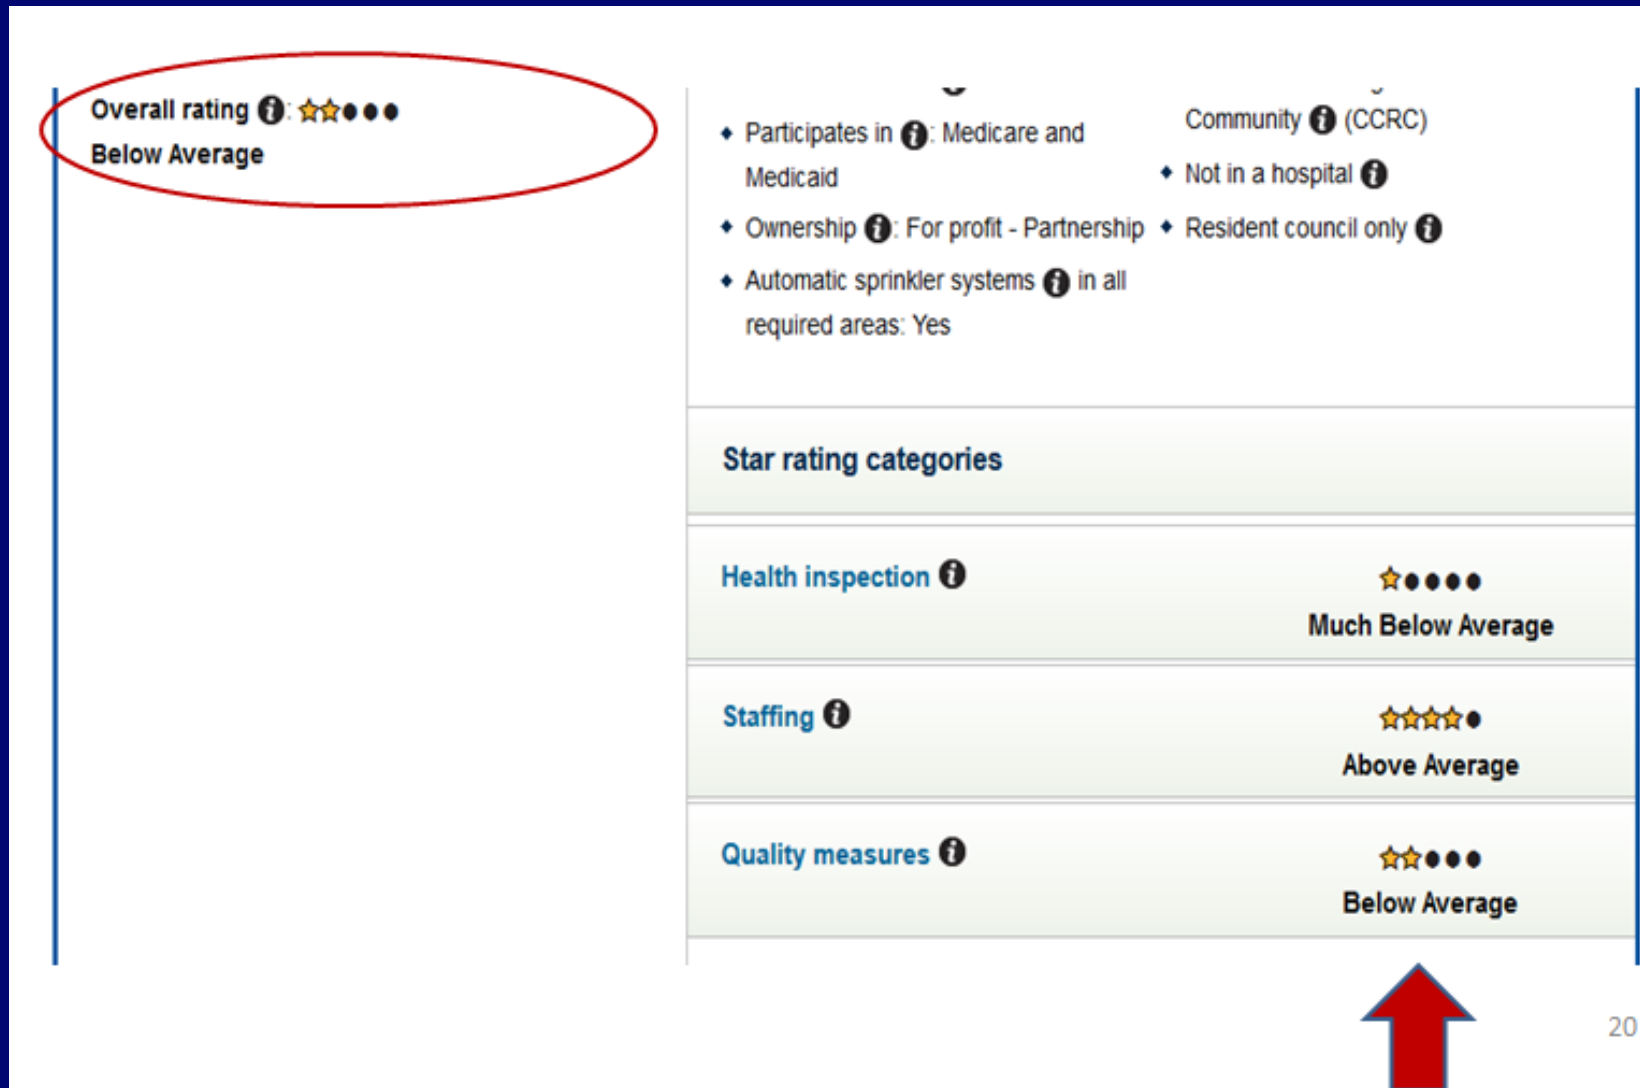 Overall rating : 
Below Average
Participates in : Medicare and
Medicaid
Ownership : For profit - Partnership
Automatic sprinkler systems in all
required areas: Yes
Community (CCRC)
Not in a hospital
Resident council only
Star rating categories
Health inspection
Much Below Average
Staffing
Above Average
Quality measures
Below Average
20